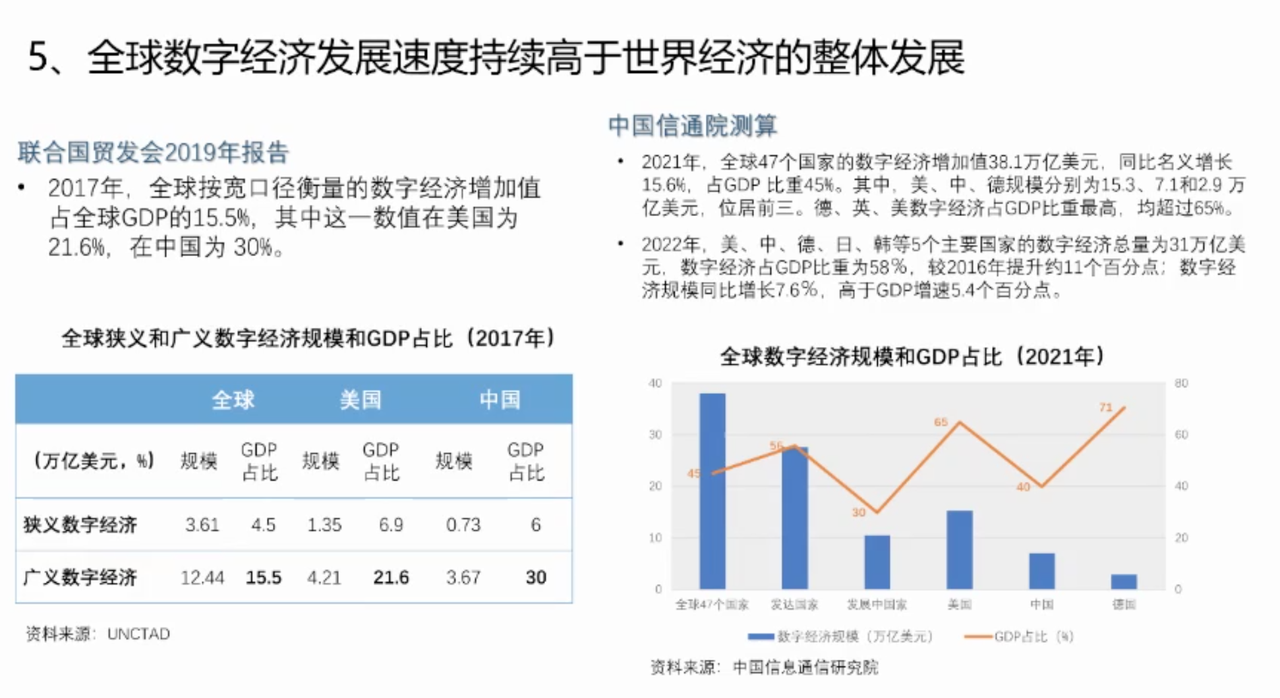 5、全球数字经济发展速度持续高于世界经济的整体发展
联合国贸发会2019年报告
• 2017年，全球按宽口径衡量的数字经济增加值
占全球GDP的15.5%，其中这一数值在美国为
21.6%，在中国为 30%。
全球狭义和广义数字经济规模和GDP占比（2017年）
全球 美国 中国
（万亿美元，%） 规模 GDP占比 规模 GDP占比 规模 GDP占比
狭义数字经济 3.61 4.5 1.35 6.9 0.73 6
广义数字经济 12.44 15.5 4.21 21.6 3.67 30
资料来源：UNCTAD
中国信通院测算
• 2021年，全球47个国家的数字经济增加值38.1万亿美元，同比名义增长
15.6%，占GDP 比重45%。其中，美、中、德规模分别为15.3、7.1和2.9 万
亿美元，位居前三。德、英、美数字经济占GDP比重最高，均超过65%。
• 2022年，美、中、德、日、韩等5个主要国家的数字经济总量为31万亿美
元，数字经济占GDP比重为58%，较2016年提升约11个百分点；数字经
济规模同比增长7.6%，高于GDP增速5.4个百分点。
全球数字经济规模和GDP占比（2021年）
40 80
30 60
20 40
10 20
0 0
45 56 30 65 40 71
全球47个国家 发达国家 发展中国家 美国 中国 德国
数字经济规模（万亿美元） GDP占比（%）
资料来源：中国信息通信研究院